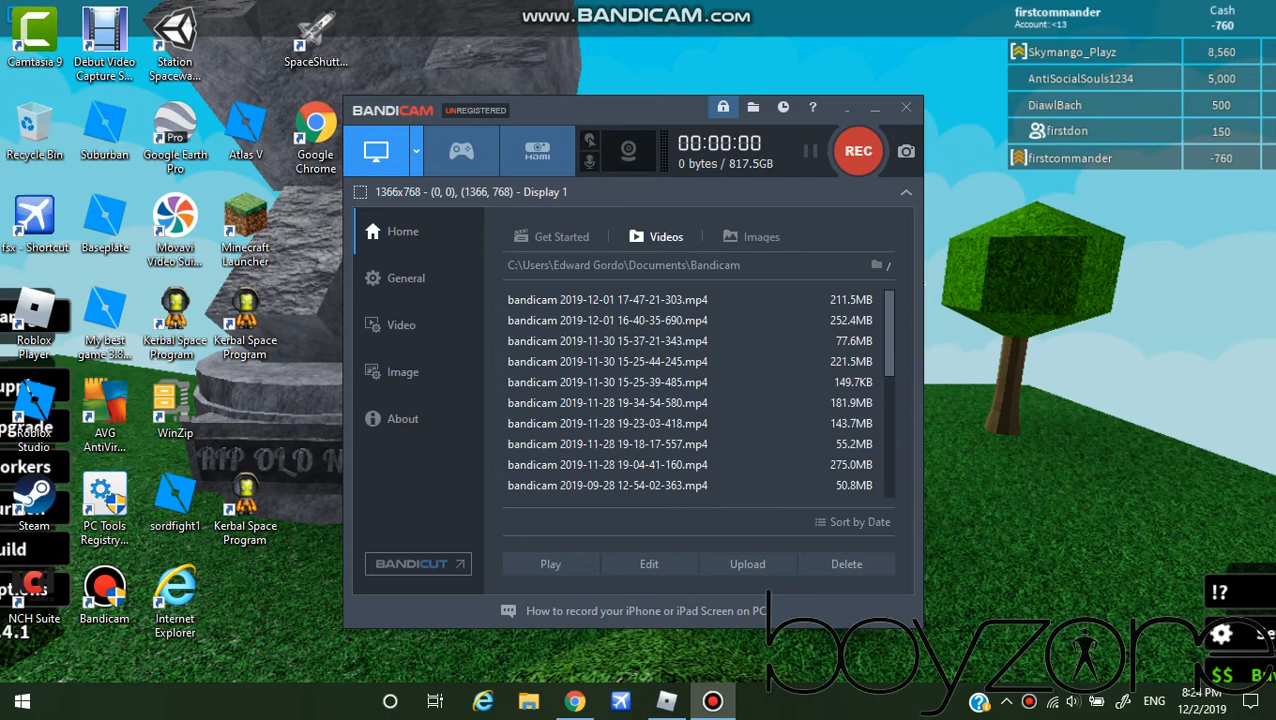 www.BANDICAM.com
firstcommander
Account: <13
Cash
-760
Skymango_Playz 8,560
AntiSocialSouls1234 5,000
DiawlBach 500
firstdon 150
firstcommander -760
Camtasia 9
Debut Video Capture S...
Station Spacewa...
SpaceShutt...
Recycle Bin
Suburban
Google Earth Pro
Pro
Atlas V
Google Chrome
fsx - Shortcut
Baseplate
Movavi Video Sui...
Minecraft Launcher
Roblox Player
My best game 3.8...
Kerbal Space Program
Kerbal Space Program
Roblox Studio
AVG AntiVir...
WinZip
orkers
Steam
PC Tools Registry...
sordfight1
Kerbal Space Program
uild
NCH Suite
Bandicam
Internet Explorer
.4.1
RIP OLD N
BANDICAM UNREGISTERED
?
HDMI
00:00:00
0 bytes / 817.5GB
REC
1366x768 - (0, 0), (1366, 768) - Display 1
Home
General
Video
Image
About
BANDICUT
Get Started
Videos
Images
C:\Users\Edward Gordo\Documents\Bandicam
/
bandicam 2019-12-01 17-47-21-303.mp4 211.5MB
bandicam 2019-12-01 16-40-35-690.mp4 252.4MB
bandicam 2019-11-30 15-37-21-343.mp4 77.6MB
bandicam 2019-11-30 15-25-44-245.mp4 221.5MB
bandicam 2019-11-30 15-25-39-485.mp4 149.7KB
bandicam 2019-11-28 19-34-54-580.mp4 181.9MB
bandicam 2019-11-28 19-23-03-418.mp4 143.7MB
bandicam 2019-11-28 19-18-17-557.mp4 55.2MB
bandicam 2019-11-28 19-04-41-160.mp4 275.0MB
bandicam 2019-09-28 12-54-02-363.mp4 50.8MB
Sort by Date
Play
Edit
Upload
Delete
How to record your iPhone or iPad Screen on PC
boyzone
!?
Se
$$
ENG
8:24 PM
12/2/2019